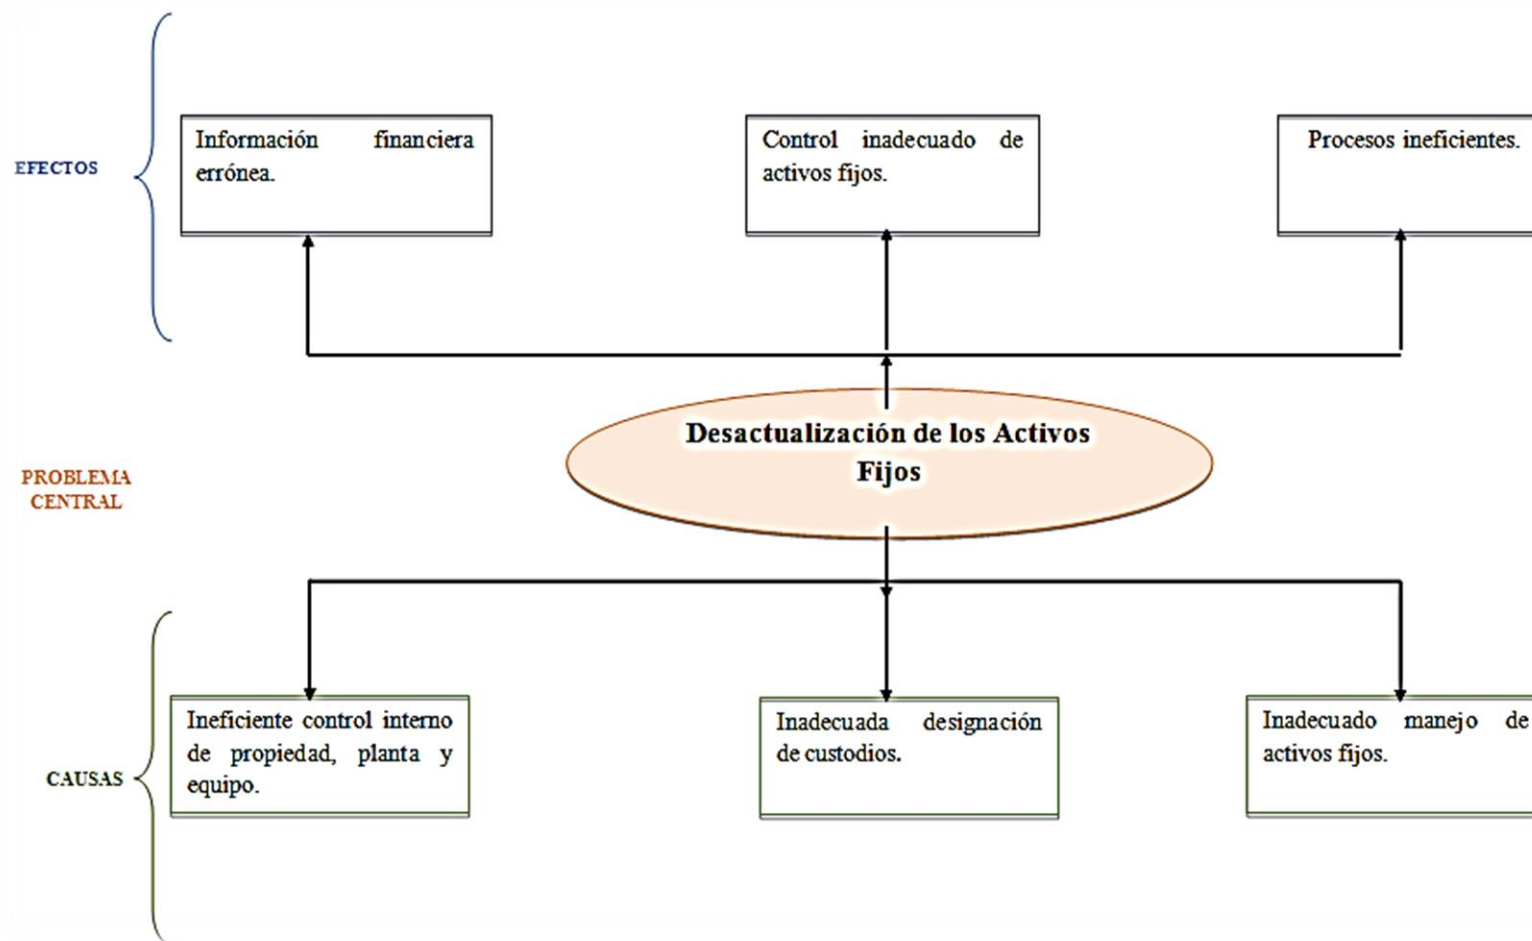 EFECTOS
Información financiera
errónea.
Control inadecuado de
activos fijos.
Procesos ineficientes.
PROBLEMA
CENTRAL
Desactualización de los Activos
Fijos
CAUSAS
Ineficiente control interno
de propiedad, planta y
equipo.
Inadecuada designación
de custodios.
Inadecuado manejo de
activos fijos.